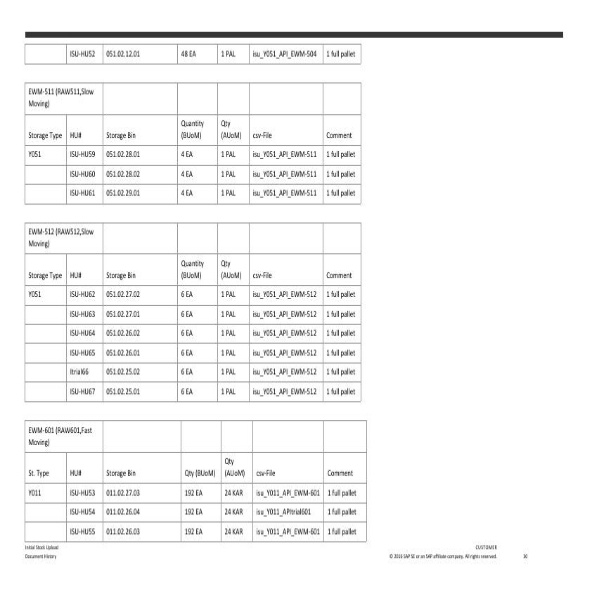 ISU-HU52 051.02.12.01 48 EA 1 PAL isu_Y051_API_EWM-504 1 full pallet
EWM-511 (RAW511,Slow
Moving)
Storage Type HU# Storage Bin Quantity (BUoM) Qty (AUoM) csv-File Comment
Y051 ISU-HU59 051.02.28.01 4 EA 1 PAL isu_Y051_API_EWM-511 1 full pallet
ISU-HU60 051.02.28.02 4 EA 1 PAL isu_Y051_API_EWM-511 1 full pallet
ISU-HU61 051.02.29.01 4 EA 1 PAL isu_Y051_API_EWM-511 1 full pallet
EWM-512 (RAW512,Slow
Moving)
Storage Type HU# Storage Bin Quantity (BUoM) Qty (AUoM) csv-File Comment
Y051 ISU-HU62 051.02.27.02 6 EA 1 PAL isu_Y051_API_EWM-512 1 full pallet
ISU-HU63 051.02.27.01 6 EA 1 PAL isu_Y051_API_EWM-512 1 full pallet
ISU-HU64 051.02.26.02 6 EA 1 PAL isu_Y051_API_EWM-512 1 full pallet
ISU-HU65 051.02.26.01 6 EA 1 PAL isu_Y051_API_EWM-512 1 full pallet
Itrial66 051.02.25.02 6 EA 1 PAL isu_Y051_API_EWM-512 1 full pallet
ISU-HU67 051.02.25.01 6 EA 1 PAL isu_Y051_API_EWM-512 1 full pallet
EWM-601 (RAW601,Fast
Moving)
St. Type HU# Storage Bin Qty (BUoM) Qty (AUoM) csv-File Comment
Y011 ISU-HU53 011.02.27.03 192 EA 24 KAR isu_Y011_API_EWM-601 1 full pallet
ISU-HU54 011.02.26.04 192 EA 24 KAR isu_Y011_APItrial601 1 full pallet
ISU-HU55 011.02.26.03 192 EA 24 KAR isu_Y011_API_EWM-601 1 full pallet
Initial Stock Upload CUSTOMER
Document History SAP SE or an SAP affiliate company. All rights reserved.